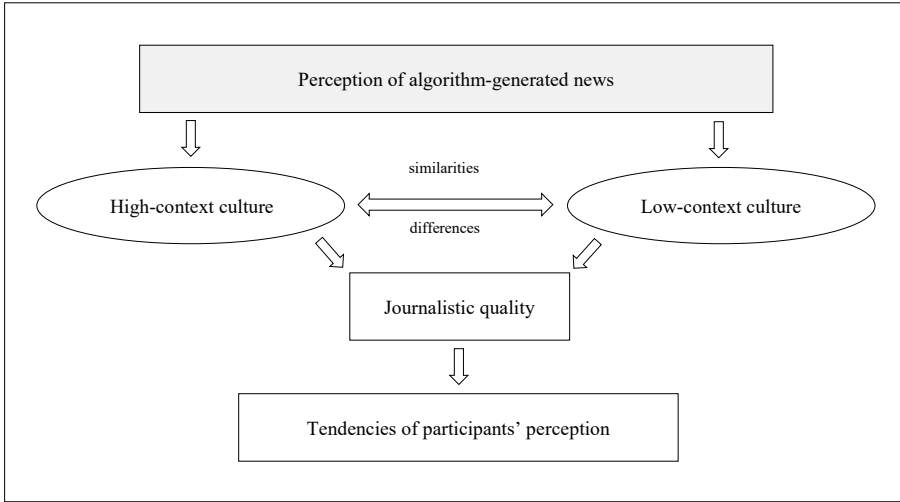 Perception of algorithm-generated news
similarities
High-context culture
Low-context culture
differences
Journalistic quality
Tendencies of participants’ perception